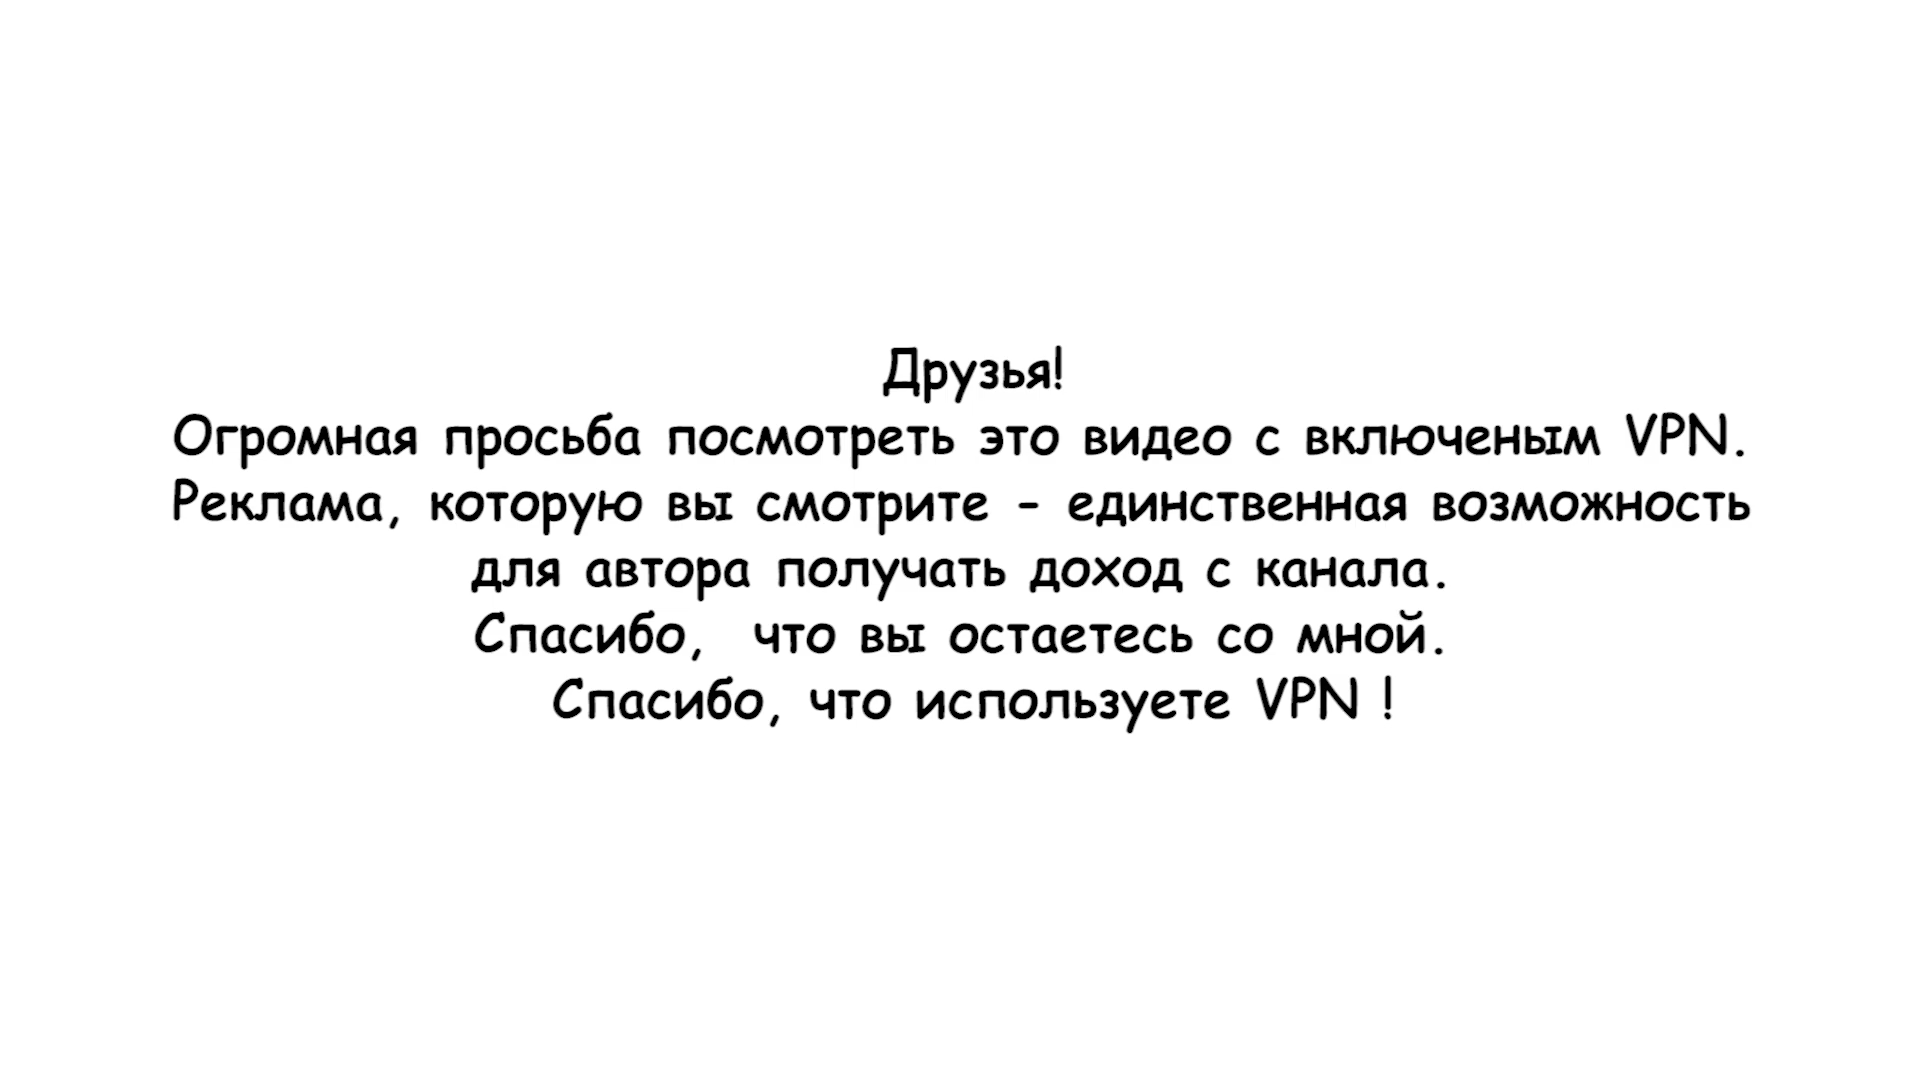 Друзья!
Огромная просьба посмотреть это видео с включеным VPN.
Реклама, которую вы смотрите - единственная возможность
для автора получать доход с канала.
Спасибо,  что вы остаетесь со мной.
Спасибо, что используете VPN !